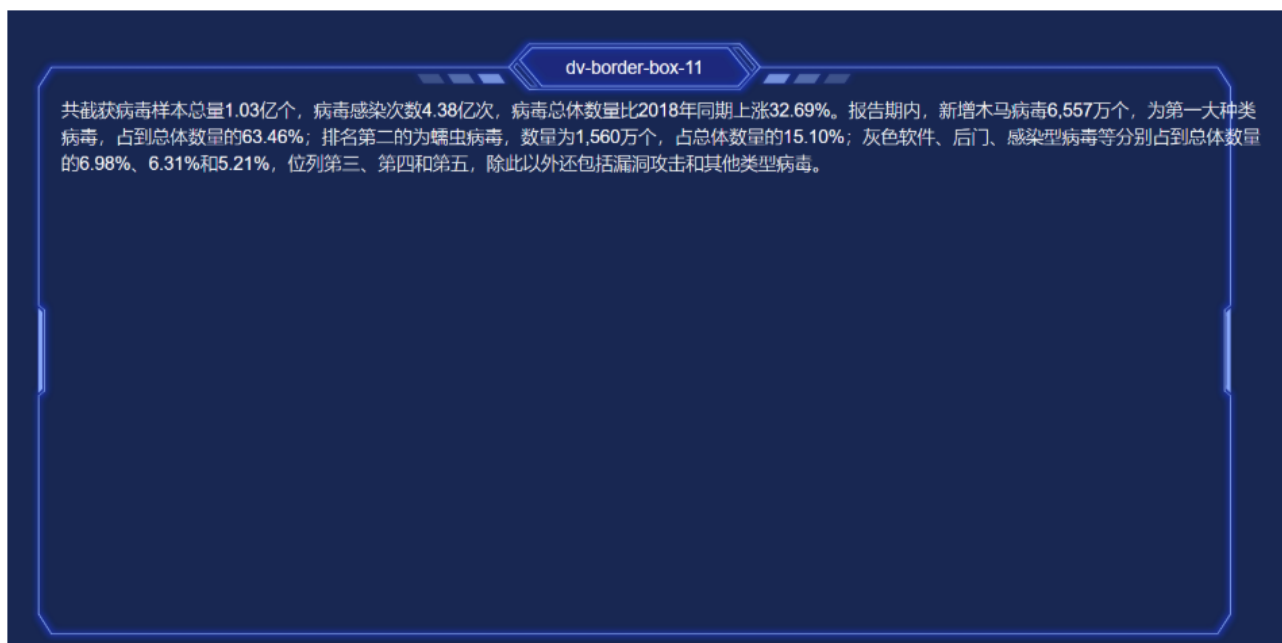 dv-border-box-11
共截获病毒样本总量1.03亿个，病毒感染次数4.38亿次，病毒总体数量比2018年同期上涨32.69%。报告期内，新增木马病毒6,557万个，为第一大种类
病毒，占到总体数量的63.46%；排名第二的为蠕虫病毒，数量为1,560万个，占总体数量的15.10%；灰色软件、后门、感染型病毒等分别占到总体数量
的6.98%、6.31%和5.21%，位列第三、第四和第五，除此以外还包括漏洞攻击和其他类型病毒。